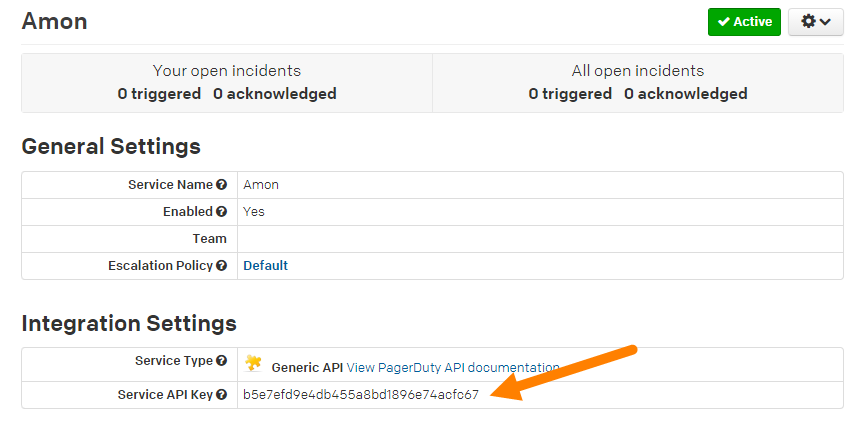 Amon
Active
Your open incidents
0 triggered 0 acknowledged
All open incidents
0 triggered 0 acknowledged
General Settings
Service Name Amon
Enabled Yes
Team
Escalation Policy Default
Integration Settings
Service Type Generic API View PagerDuty API documentation
Service API Key b5e7efd9e4db455a8bd1896e74acfc67